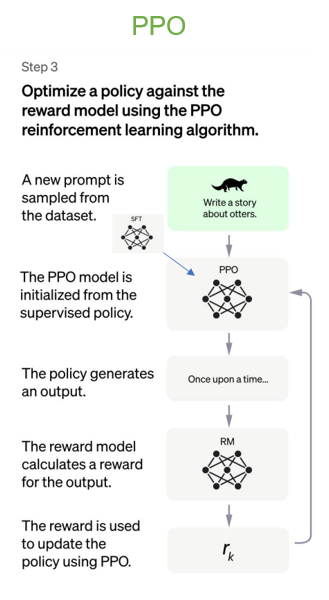 PPO
Step 3
Optimize a policy against the
reward model using the PPO
reinforcement learning algorithm.
A new prompt is
sampled from
the dataset.
Write a story
about otters.
SFT
The PPO model is
initialized from the
supervised policy.
PPO
The policy generates
an output.
Once upon a time...
The reward model
calculates a reward
for the output.
RM
The reward is used
to update the
policy using PPO.
rk